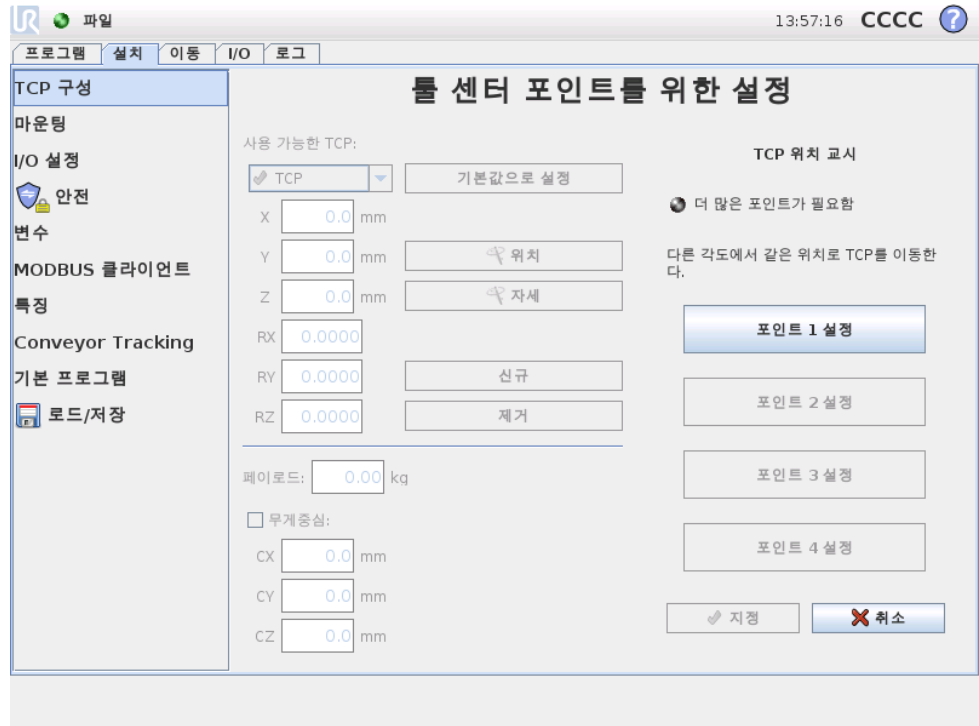 UR 파일 13:57:16 CCCC ?
프로그램 설치 이동 I/O 로그
TCP 구성
마운팅
I/O 설정
안전
변수
MODBUS 클라이언트
특징
Conveyor Tracking
기본 프로그램
로드/저장
툴 센터 포인트를 위한 설정
사용 가능한 TCP:
TCP 기본값으로 설정
X 0.0 mm
Y 0.0 mm 위치
Z 0.0 mm 자세
RX 0.0000
RY 0.0000 신규
RZ 0.0000 제거
페이로드: 0.00 kg
무게중심:
CX 0.0 mm
CY 0.0 mm
CZ 0.0 mm
TCP 위치 교시
더 많은 포인트가 필요함
다른 각도에서 같은 위치로 TCP를 이동한
다.
포인트 1 설정
포인트 2 설정
포인트 3 설정
포인트 4 설정
지정 취소